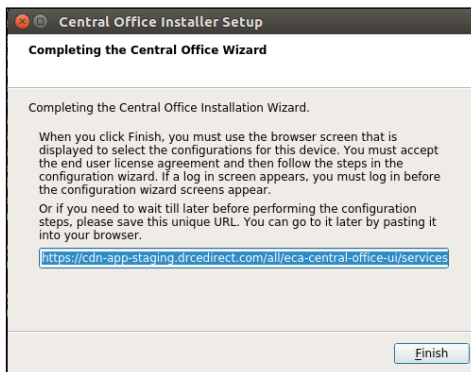 Central Office Installer Setup
Completing the Central Office Wizard
Completing the Central Office Installation Wizard.
When you click Finish, you must use the browser screen that is
displayed to select the configurations for this device. You must accept
the end user license agreement and then follow the steps in the
configuration wizard. If a log in screen appears, you must log in before
the configuration wizard screens appear.
Or if you need to wait till later before performing the configuration
steps, please save this unique URL. You can go to it later by pasting it
into your browser.
https://cdn-app-staging.drcedirect.com/all/eca-central-office-ui/services
Finish